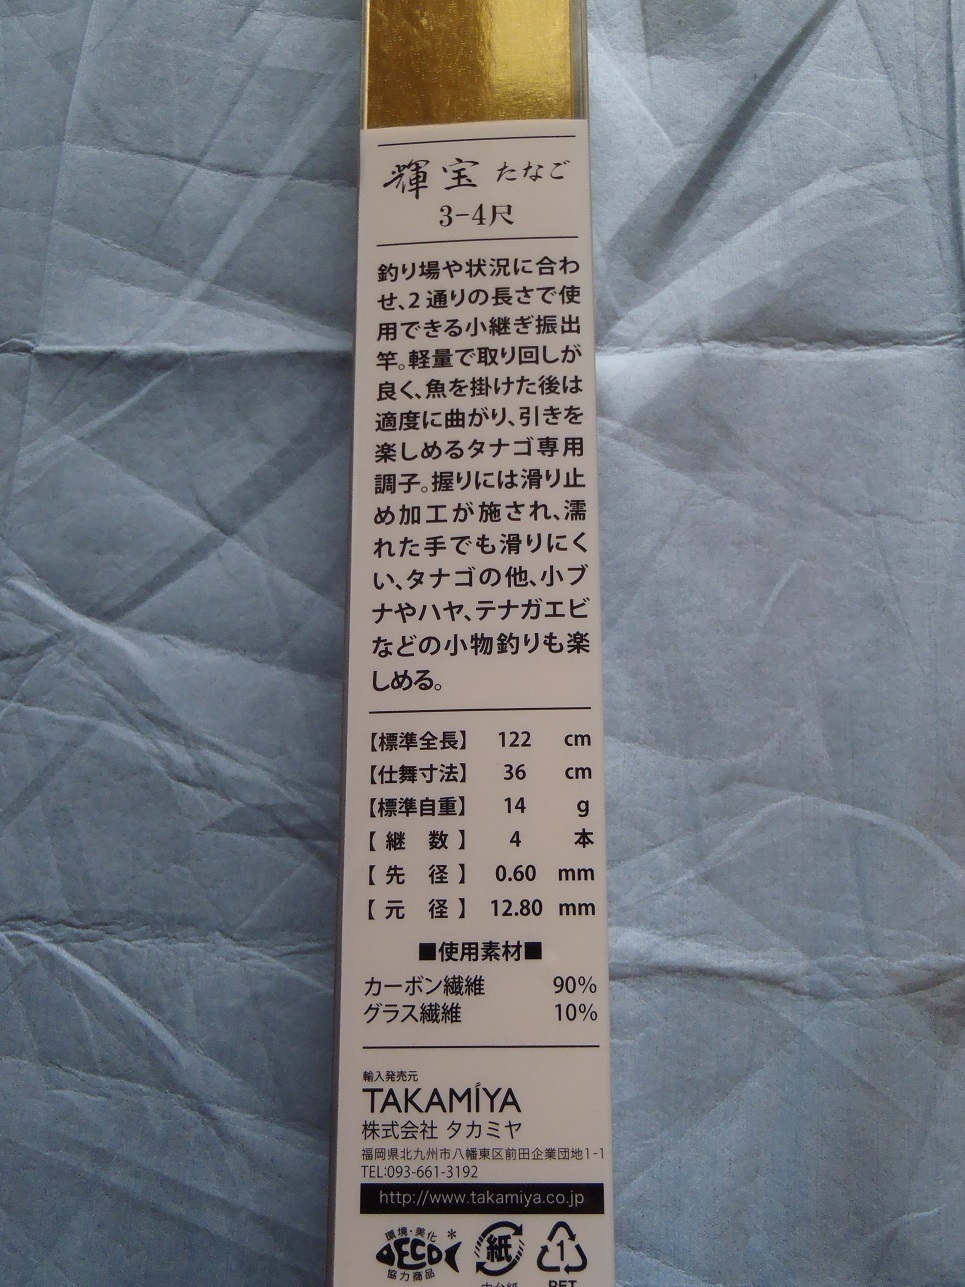 輝宝 たなご
3-4尺
釣り場や状況に合わ
せ、2通りの長さで使
用できる小継ぎ振出
竿。軽量で取り回しが
良く、魚を掛けた後は
適度に曲がり、引きを
楽しめるタナゴ専用
調子。握りには滑り止
め加工が施され、濡
れた手でも滑りにく
い、タナゴの他、小ブ
ナやハヤ、テナガエビ
などの小物釣りも楽
しめる。
【標準全長】 122 cm
【仕舞寸法】 36 cm
【標準自重】 14 g
【継 数】 4 本
【先 径】 0.60 mm
【元 径】 12.80 mm
■使用素材■
カーボン繊維 90%
グラス繊維 10%
輸入発売元
TAKAMÍYA
株式会社 タカミヤ
福岡県北九州市八幡東区前田企業団地1-1
TEL:093-661-3192
http://www.takamiya.co.jp
環境・美化
ECO
協力商品
紙
1
PET